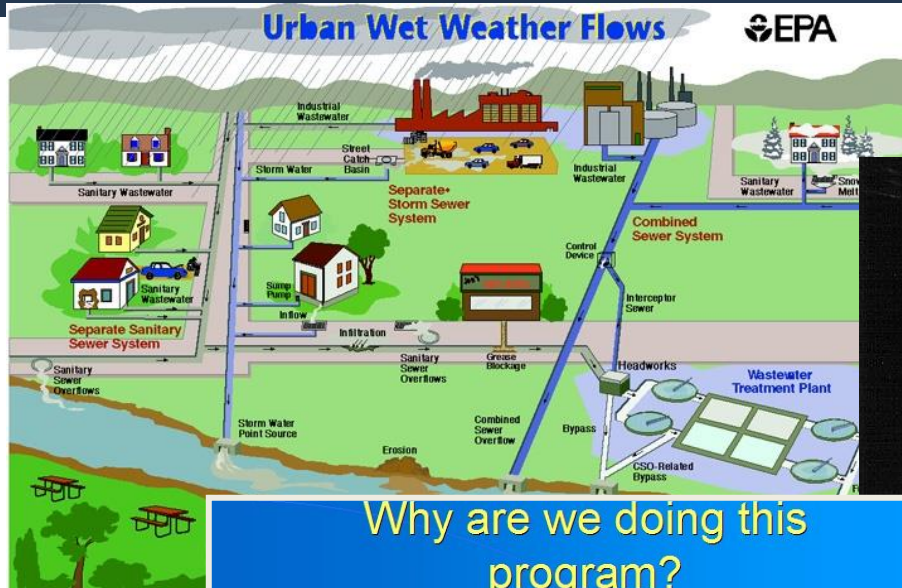 Urban Wet Weather Flows
EPA
Industrial
Wastewater
Street
Catch
Basin
Storm Water
Separate
Storm Sewer
System
Sanitary Wastewater
Industrial
Wastewater
Sanitary
Wastewater
Snow
Melt
Combined
Sewer System
Control
Device
Interceptor
Sewer
Sanitary
Wastewater
Sump
Pump
Inflow
Separate Sanitary
Sewer System
Infiltration
Sanitary
Sewer
Overflows
Grease
Blockage
Headworks
Wastewater
Treatment Plant
Sanitary
Sewer
Overflows
Storm Water
Point Source
Erosion
Combined
Sewer
Overflow
Bypass
CSO-Related
Bypass
Why are we doing this
program?